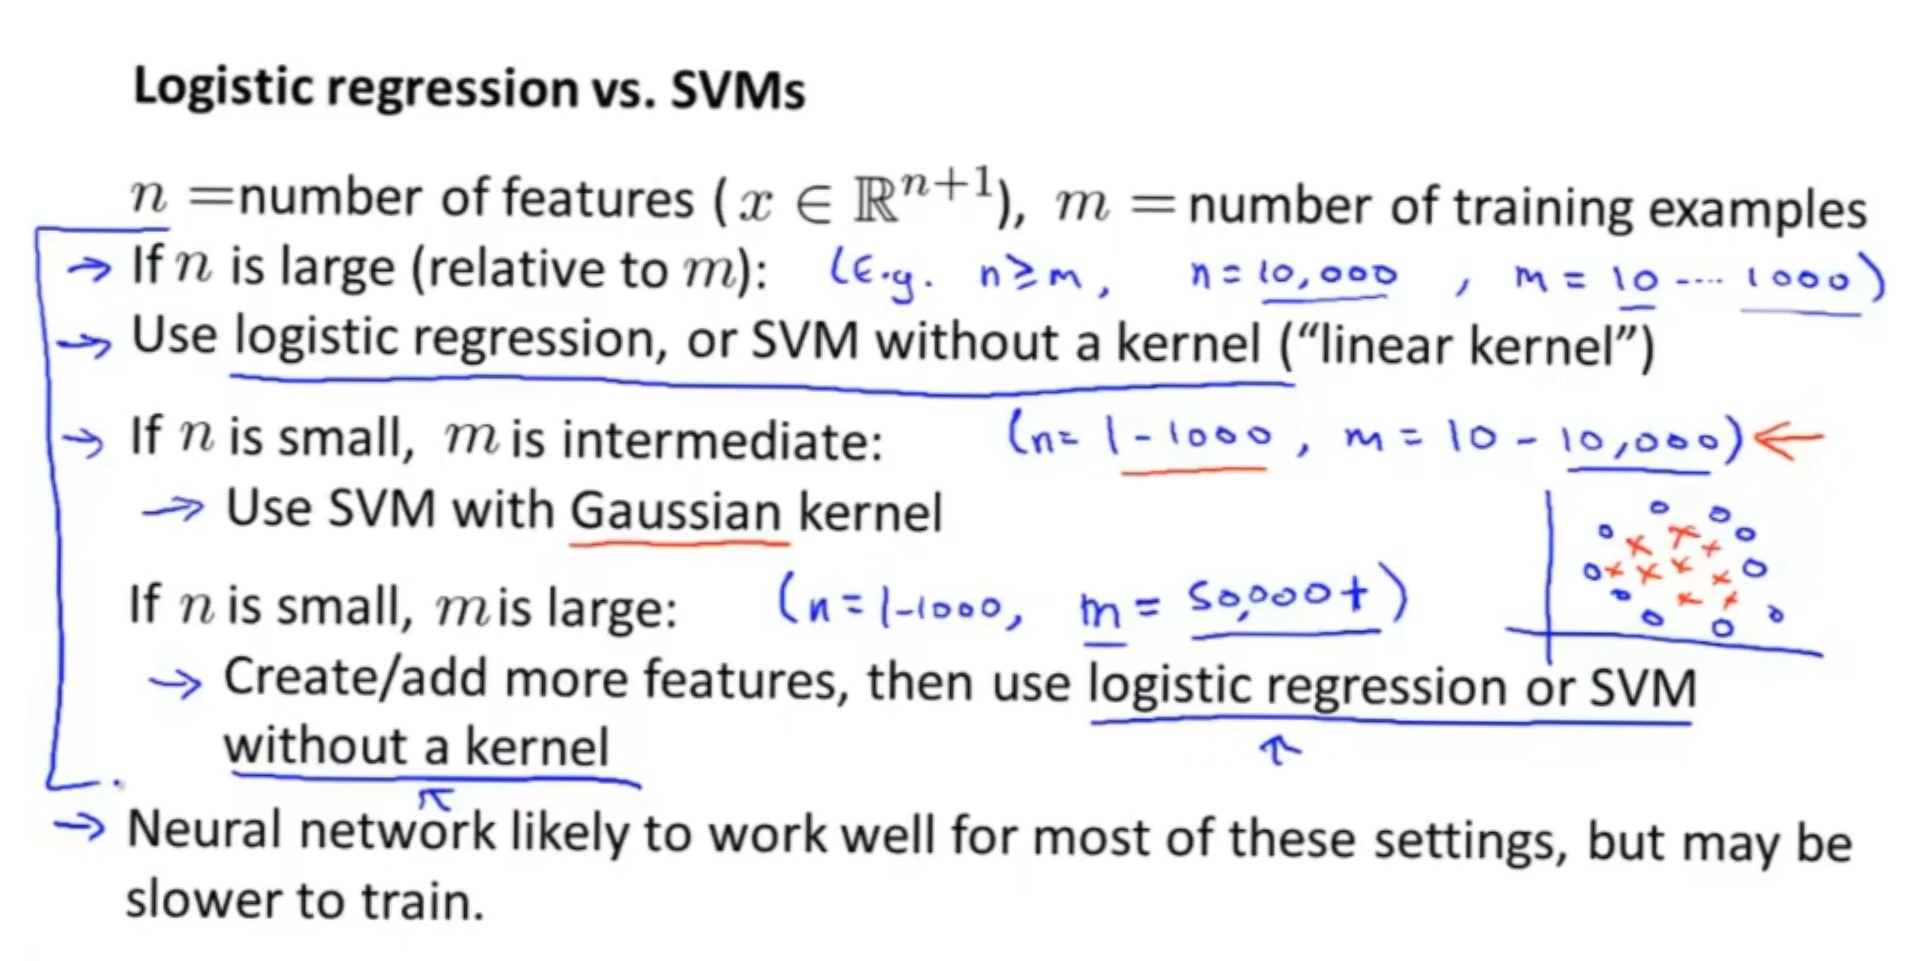 Logistic regression vs. SVMs
n =number of features (x ∈ ℝⁿ⁺¹), m =number of training examples
→ If n is large (relative to m): (E.g. n≥m, n=10,000 , m = 10 .... 1000)
→ Use logistic regression, or SVM without a kernel (“linear kernel”)
→ If n is small, m is intermediate: (n= 1-1000, m = 10 - 10,000) ←
→ Use SVM with Gaussian kernel
If n is small, m is large: (n=1-1000, m = 50,000+)
→ Create/add more features, then use logistic regression or SVM
without a kernel
→ Neural network likely to work well for most of these settings, but may be
slower to train.